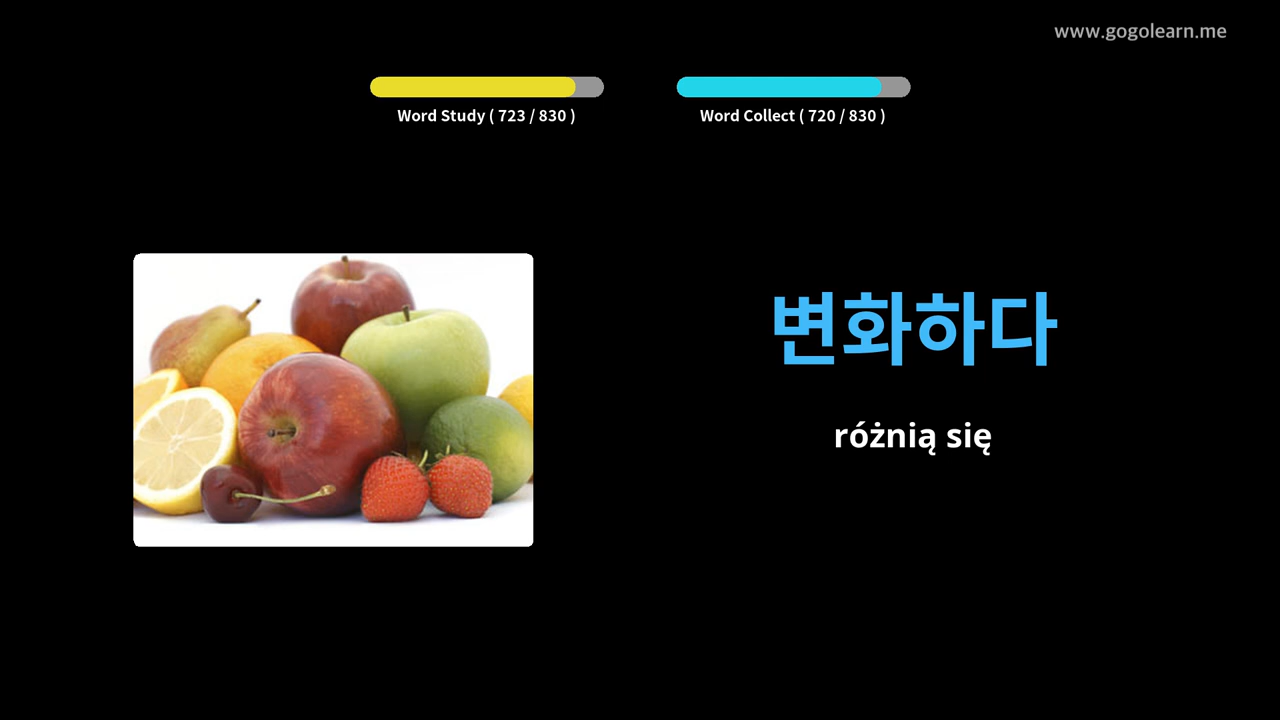 www.gogolearn.me
Word Study ( 723 / 830 )
Word Collect ( 720 / 830 )
변화하다
różnią się